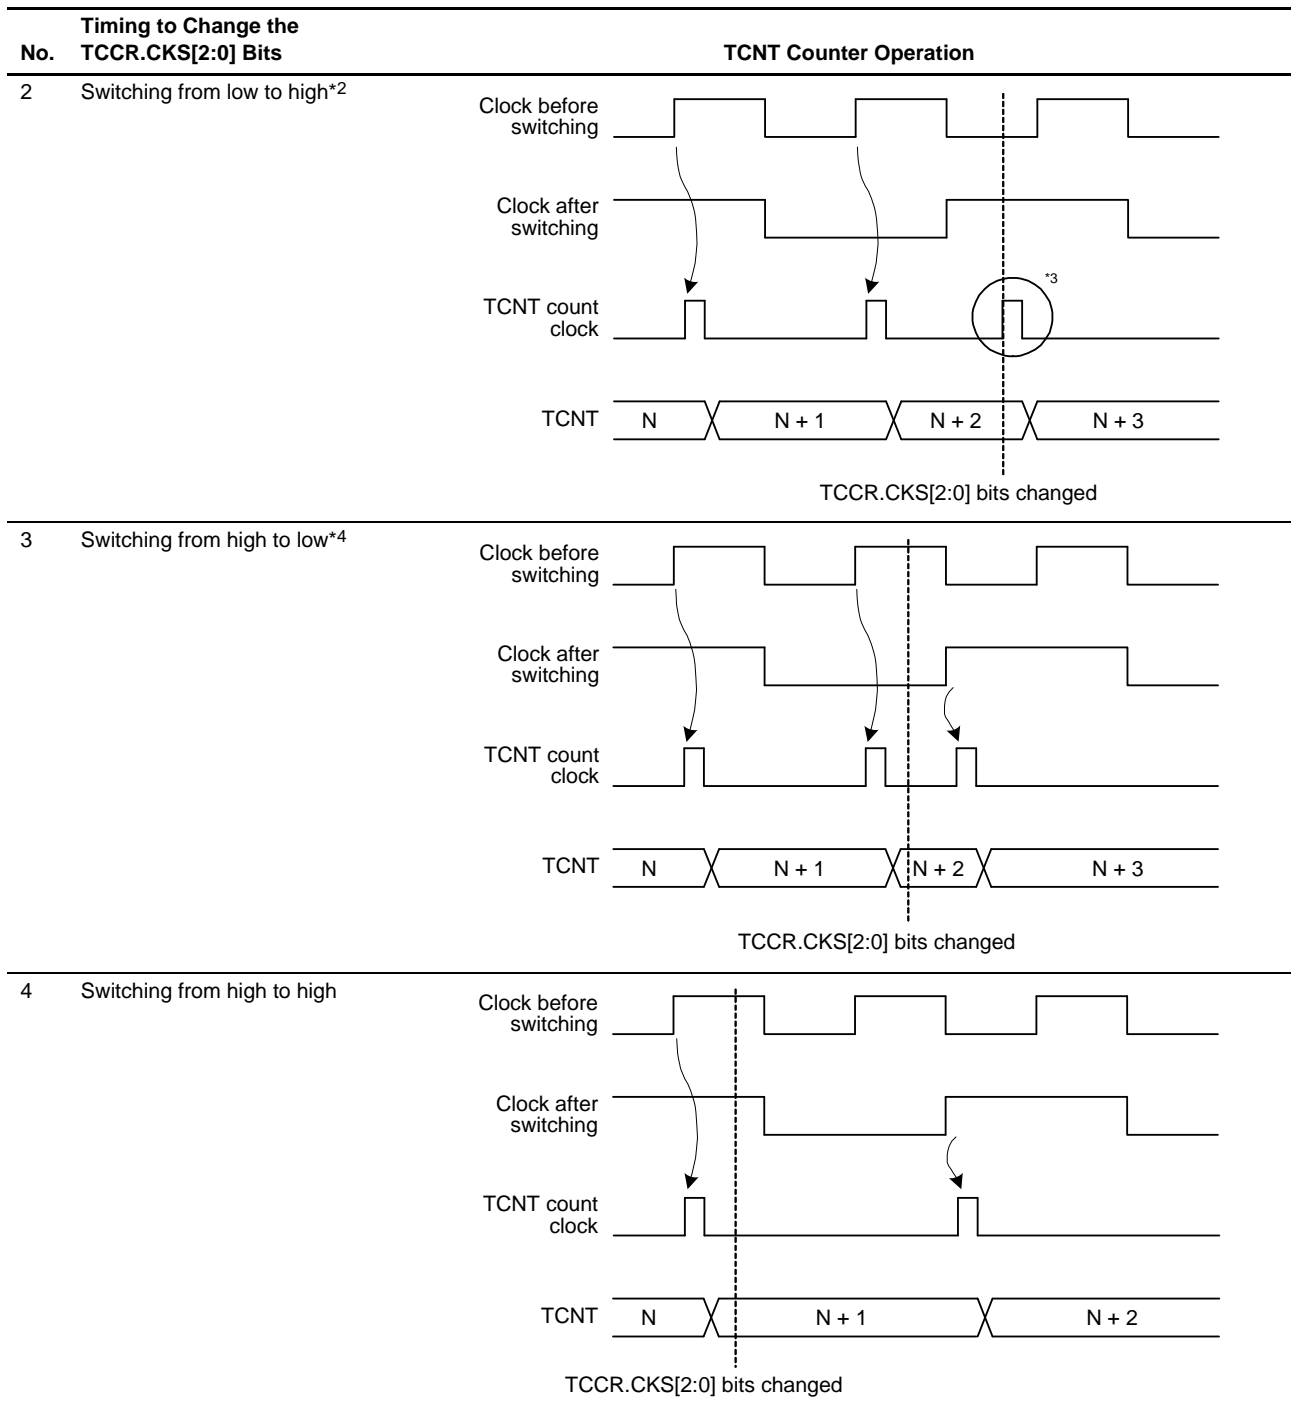 No. Timing to Change the TCCR.CKS[2:0] Bits TCNT Counter Operation
2 Switching from low to high*2
Clock before switching
Clock after switching
*3
TCNT count clock
TCNT N N + 1 N + 2 N + 3
TCCR.CKS[2:0] bits changed
3 Switching from high to low*4
Clock before switching
Clock after switching
TCNT count clock
TCNT N N + 1 N + 2 N + 3
TCCR.CKS[2:0] bits changed
4 Switching from high to high
Clock before switching
Clock after switching
TCNT count clock
TCNT N N + 1 N + 2
TCCR.CKS[2:0] bits changed